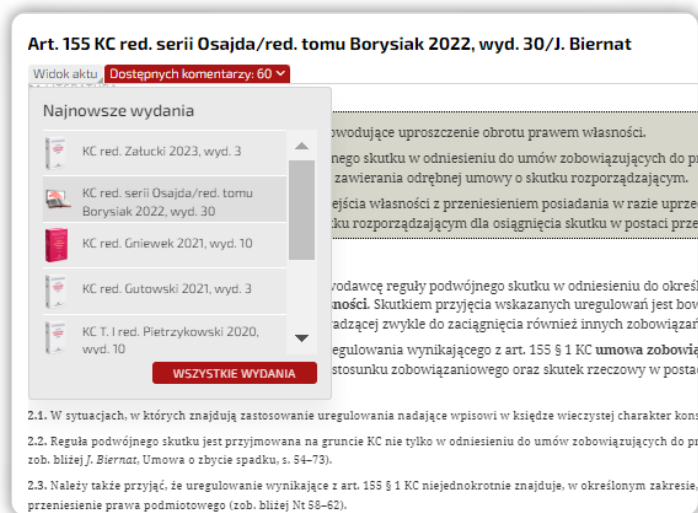 Art. 155 KC red. serii Osajda/red. tomu Borysiak 2022, wyd. 30/J. Biernat
Widok aktu
Dostępnych komentarzy: 60
Najnowsze wydania
KC red. Załucki 2023, wyd. 3
KC red. serii Osajda/red. tomu
Borysiak 2022, wyd. 30
KC red. Gniewek 2021, wyd. 10
KC red. Gutowski 2021, wyd. 3
KC T. I red. Pietrzykowski 2020,
wyd. 10
WSZYSTKIE WYDANIA
owodujące uproszczenie obrotu prawem własności.
nego skutku w odniesieniu do umów zobowiązujących do pr
zawierania odrębnej umowy o skutku rozporządzającym.
ejścia własności z przeniesieniem posiadania w razie uprze
ku rozporządzającym dla osiągnięcia skutku w postaci prze
vodawcę reguły podwójnego skutku w odniesieniu do okreś
ności. Skutkiem przyjęcia wskazanych uregulowań jest bow
adzącej zwykle do zaciągnięcia również innych zobowiązań
egulowania wynikającego z art. 155 § 1 KC umowa zobowią
stosunku zobowiązaniowego oraz skutek rzeczowy w posta
2.1. W sytuacjach, w których znajdują zastosowanie uregulowania nadające wpisowi w księdze wieczystej charakter kons
2.2. Reguła podwójnego skutku jest przyjmowana na gruncie KC nie tylko w odniesieniu do umów zobowiązujących do pr
zob. bliżej J. Biernat, Umowa o zbycie spadku, s. 54–73).
2.3. Należy także przyjąć, że uregulowanie wynikające z art. 155 § 1 KC niejednokrotnie znajduje, w określonym zakresie,
przeniesienie prawa podmiotowego (zob. bliżej Nt 58–62).